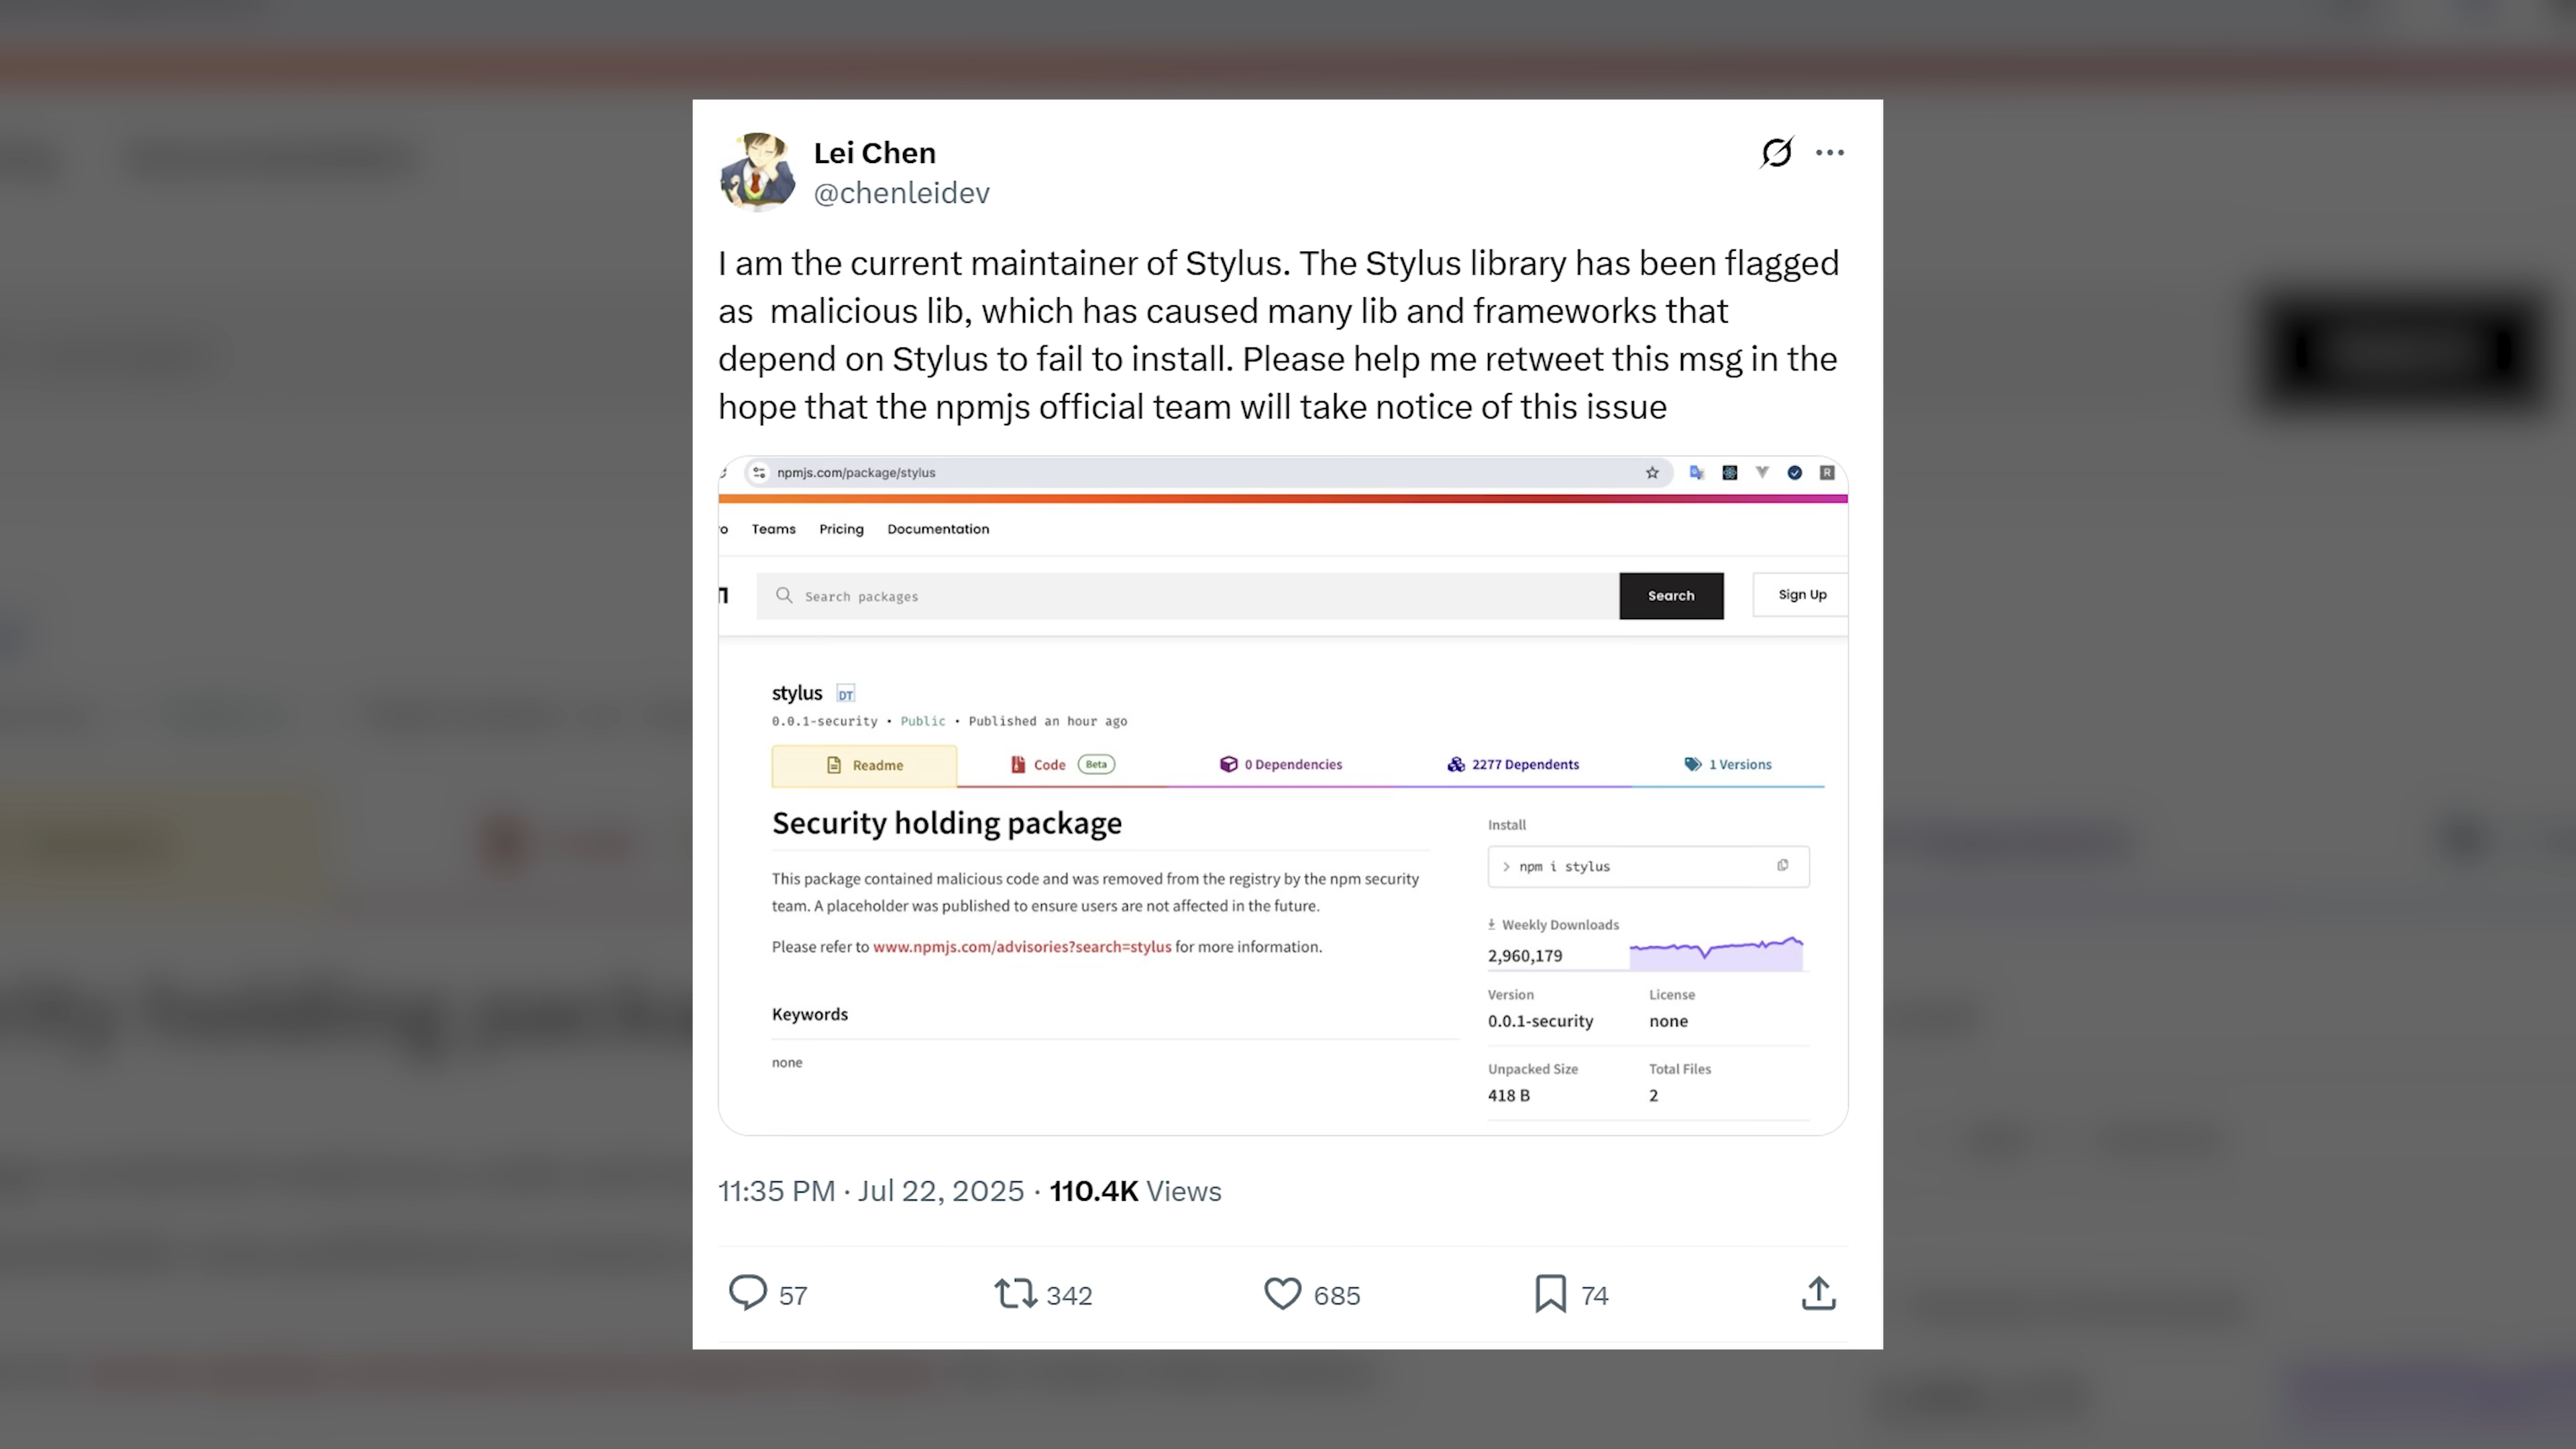 Lei Chen
@chenleidev
I am the current maintainer of Stylus. The Stylus library has been flagged
as  malicious lib, which has caused many lib and frameworks that
depend on Stylus to fail to install. Please help me retweet this msg in the
hope that the npmjs official team will take notice of this issue
npmjs.com/package/stylus
R
Teams Pricing Documentation
Search packages Search Sign Up
stylus DT
0.0.1-security • Public • Published an hour ago
Readme Code Beta 0 Dependencies 2277 Dependents 1 Versions
Security holding package
This package contained malicious code and was removed from the registry by the npm security
team. A placeholder was published to ensure users are not affected in the future.
Please refer to www.npmjs.com/advisories?search=stylus for more information.
Keywords
none
Install
> npm i stylus
Weekly Downloads
2,960,179
Version License
0.0.1-security none
Unpacked Size Total Files
418 B 2
11:35 PM · Jul 22, 2025 · 110.4K Views
57 342 685 74